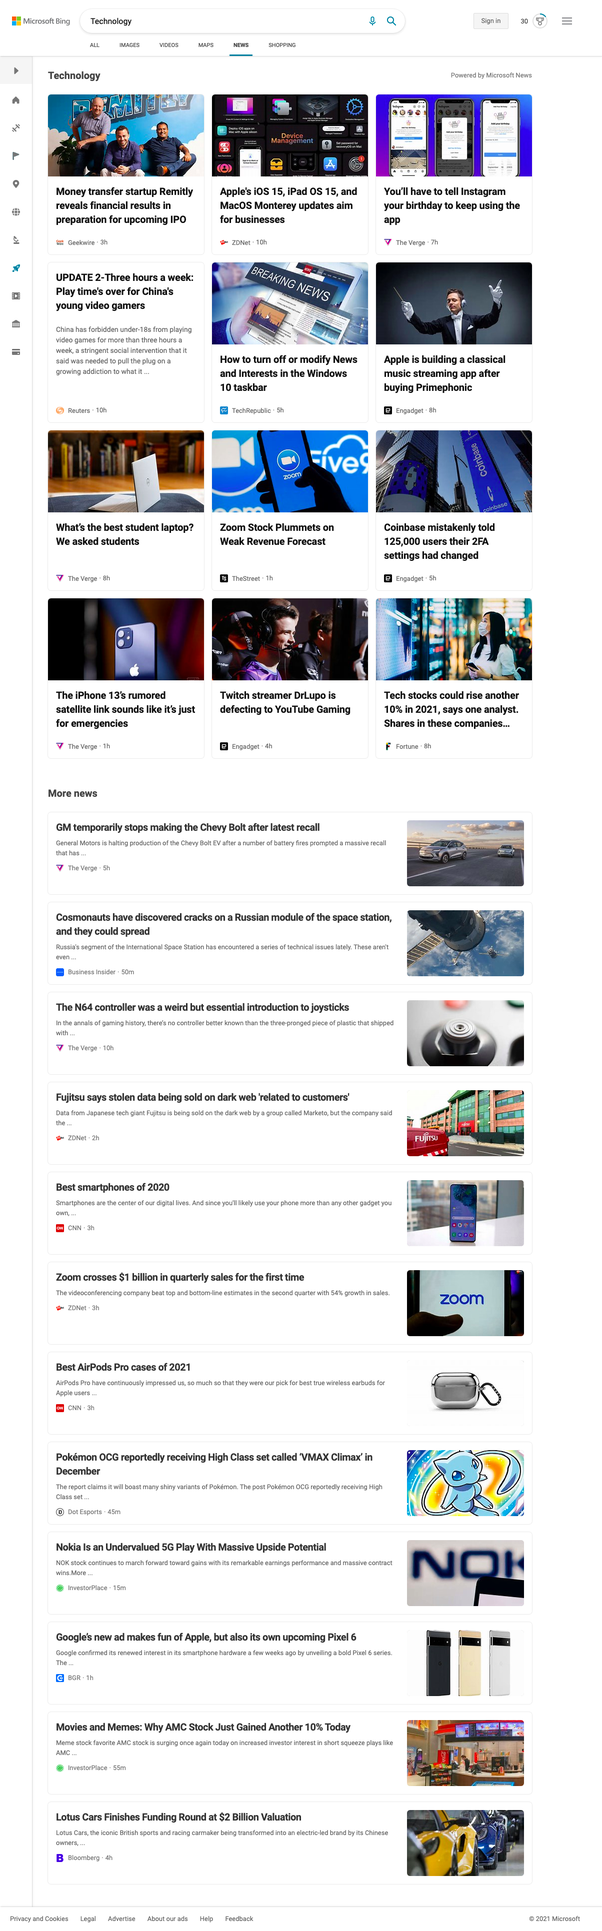 Microsoft Bing
Technology
Sign in
30
ALL
IMAGES
VIDEOS
MAPS
NEWS
SHOPPING
Technology
Powered by Microsoft News
Money transfer startup Remitly
reveals financial results in
preparation for upcoming IPO
Geekwire · 3h
Device
Management
Apple's iOS 15, iPad OS 15, and
MacOS Monterey updates aim
for businesses
ZDNet · 10h
You'll have to tell Instagram
your birthday to keep using the
app
The Verge · 7h
UPDATE 2-Three hours a week:
Play time's over for China's
young video gamers
China has forbidden under-18s from playing
video games for more than three hours a
week, a stringent social intervention that it
said was needed to pull the plug on a
growing addiction to what it ...
Reuters · 10h
BREAKING NEWS
How to turn off or modify News
and Interests in the Windows
10 taskbar
TechRepublic · 5h
Apple is building a classical
music streaming app after
buying Primephonic
Engadget · 8h
What's the best student laptop?
We asked students
The Verge · 8h
zoom
Five9
zoom
Zoom Stock Plummets on
Weak Revenue Forecast
TheStreet · 1h
coinbase
coinbase
Coinbase mistakenly told
125,000 users their 2FA
settings had changed
Engadget · 5h
The iPhone 13's rumored
satellite link sounds like it's just
for emergencies
The Verge · 1h
Twitch streamer DrLupo is
defecting to YouTube Gaming
Engadget · 4h
Tech stocks could rise another
10% in 2021, says one analyst.
Shares in these companies...
Fortune · 8h
More news
GM temporarily stops making the Chevy Bolt after latest recall
General Motors is halting production of the Chevy Bolt EV after a number of battery fires prompted a massive recall
that has ...
The Verge · 5h
Cosmonauts have discovered cracks on a Russian module of the space station,
and they could spread
Russia's segment of the International Space Station has encountered a series of technical issues lately. These aren't
even ...
Business Insider · 50m
The N64 controller was a weird but essential introduction to joysticks
In the annals of gaming history, there's no controller better known than the three-pronged piece of plastic that shipped
with ...
The Verge · 10h
Fujitsu says stolen data being sold on dark web 'related to customers'
Data from Japanese tech giant Fujitsu is being sold on the dark web by a group called Marketo, but the company said
the ...
ZDNet · 2h
FUJITSU
Best smartphones of 2020
Smartphones are the center of our digital lives. And since you'll likely use your phone more than any other gadget you
own, ...
CNN · 3h
Zoom crosses $1 billion in quarterly sales for the first time
The videoconferencing company beat top and bottom-line estimates in the second quarter with 54% growth in sales.
ZDNet · 3h
zoom
Best AirPods Pro cases of 2021
AirPods Pro have continuously impressed us, so much so that they were our pick for best true wireless earbuds for
Apple users ...
CNN · 3h
Pokémon OCG reportedly receiving High Class set called 'VMAX Climax' in
December
The report claims it will boast many shiny variants of Pokémon. The post Pokémon OCG reportedly receiving High
Class set ...
Dot Esports · 45m
Nokia Is an Undervalued 5G Play With Massive Upside Potential
NOK stock continues to march forward toward gains with its remarkable earnings performance and massive contract
wins.More ...
InvestorPlace · 15m
NOK
Google's new ad makes fun of Apple, but also its own upcoming Pixel 6
Google confirmed its renewed interest in its smartphone hardware a few weeks ago by unveiling a bold Pixel 6 series.
The ...
BGR · 1h
Movies and Memes: Why AMC Stock Just Gained Another 10% Today
Meme stock favorite AMC stock is surging once again today on increased investor interest in short squeeze plays like
AMC ...
InvestorPlace · 55m
Lotus Cars Finishes Funding Round at $2 Billion Valuation
Lotus Cars, the iconic British sports and racing carmaker being transformed into an electric-led brand by its Chinese
owners, ...
Bloomberg · 4h
Privacy and Cookies
Legal
Advertise
About our ads
Help
Feedback
© 2021 Microsoft